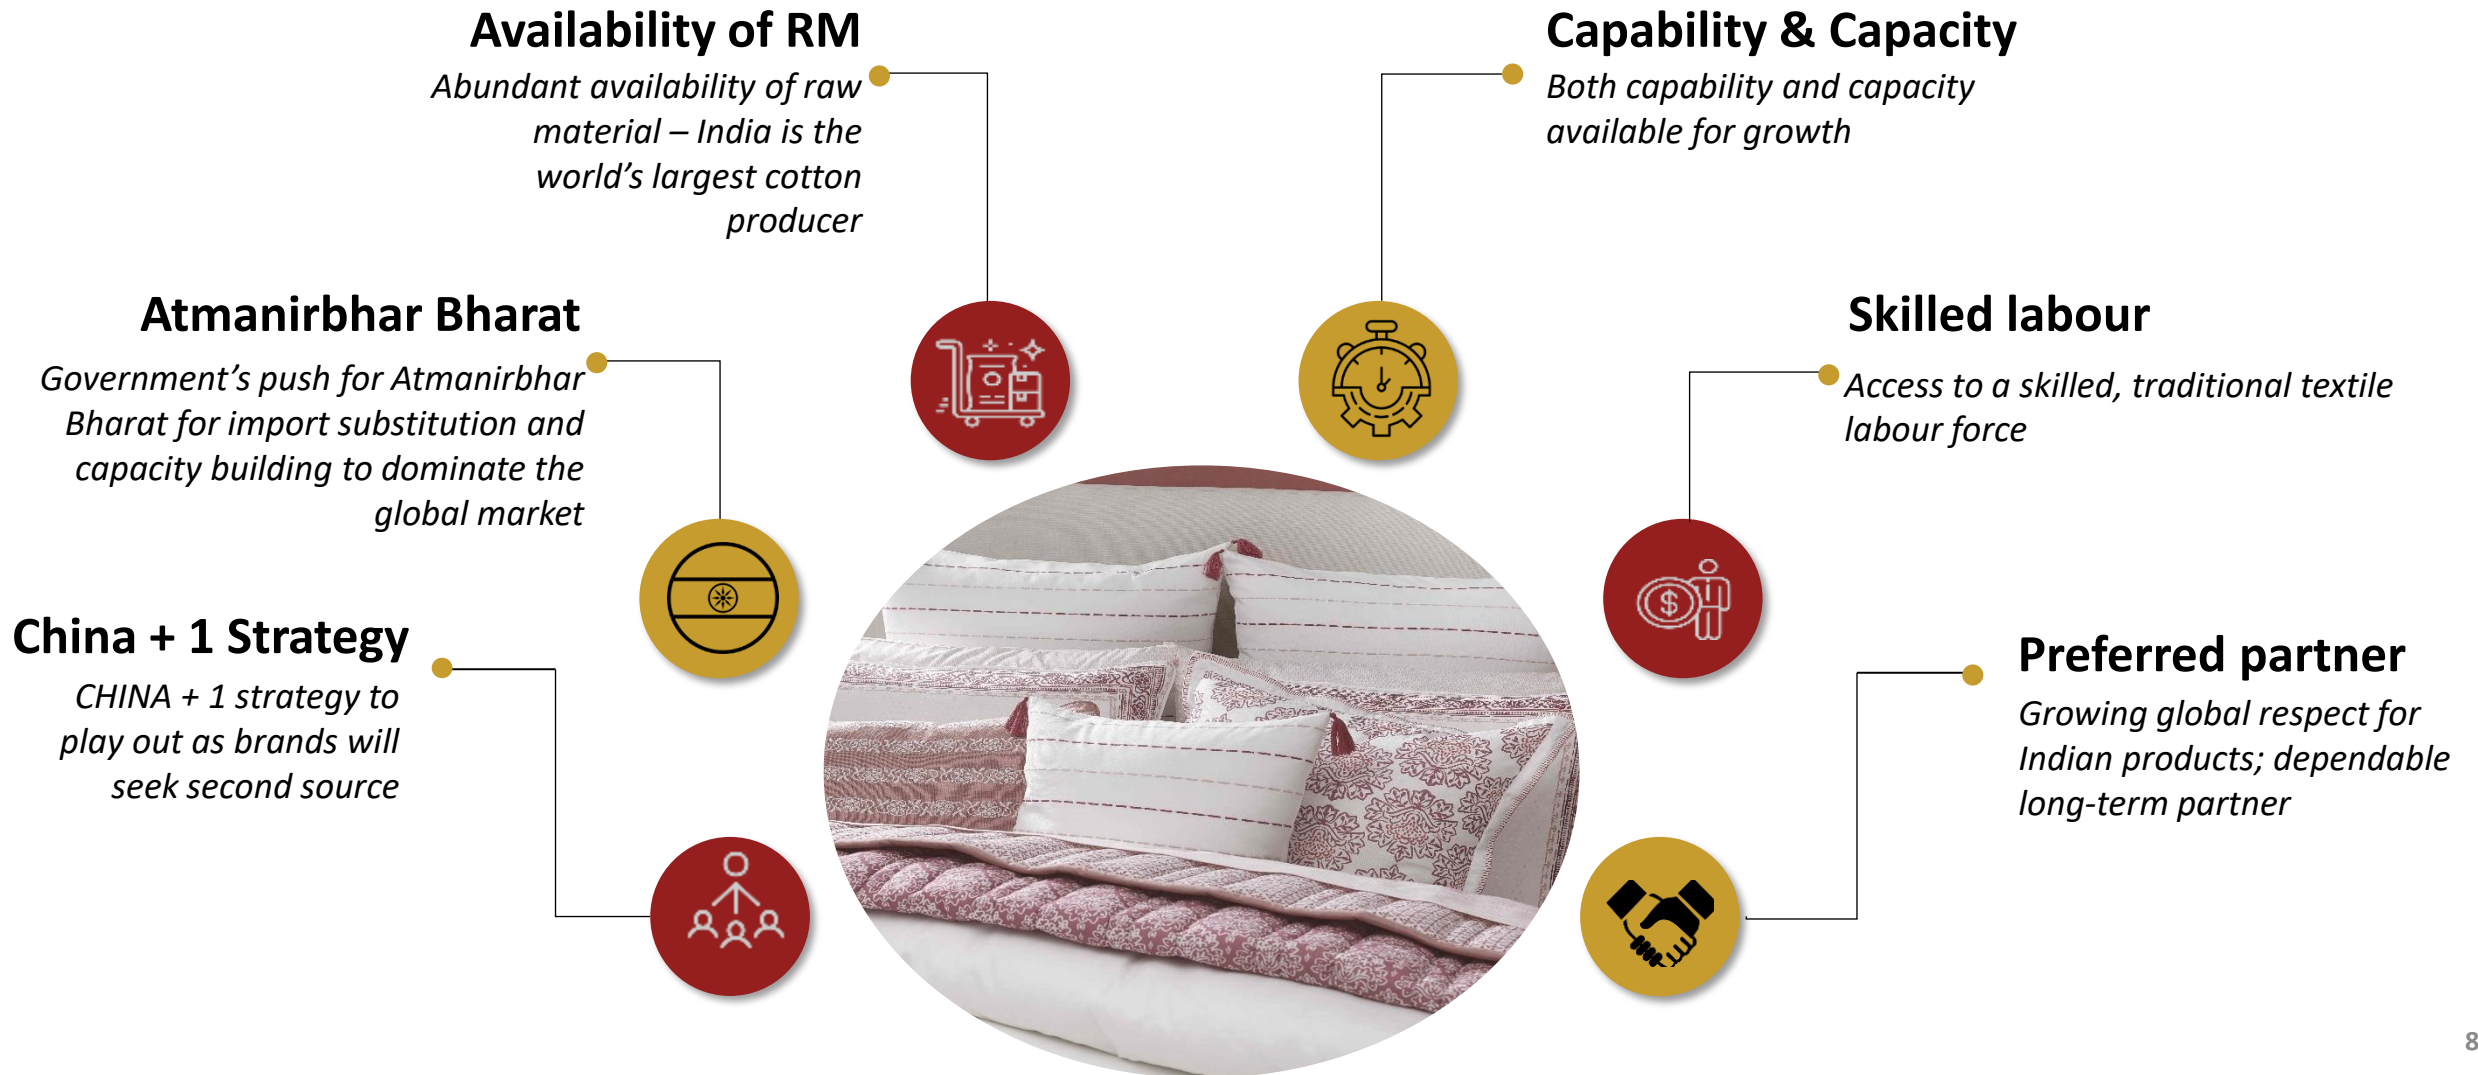 Availability of RM
Abundant availability of raw
material – India is the
world’s largest cotton
producer
Capability & Capacity
Both capability and capacity
available for growth
Atmanirbhar Bharat
Government’s push for Atmanirbhar
Bharat for import substitution and
capacity building to dominate the
global market
Skilled labour
Access to a skilled, traditional textile
labour force
China + 1 Strategy
CHINA + 1 strategy to
play out as brands will
seek second source
Preferred partner
Growing global respect for
Indian products; dependable
long-term partner
$
8